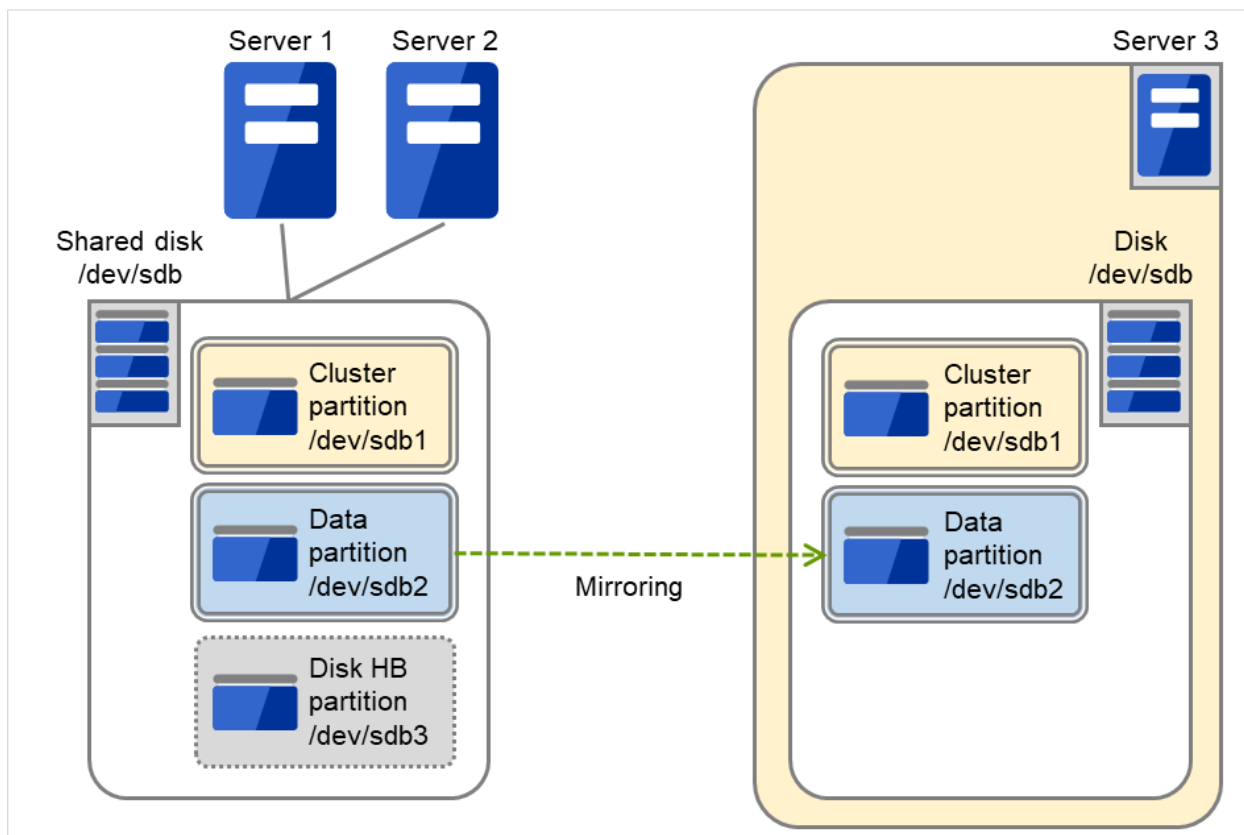 Server 1
Server 2
Server 3
Shared disk
/dev/sdb
Disk
/dev/sdb
Cluster
partition
/dev/sdb1
Data
partition
/dev/sdb2
Disk HB
partition
/dev/sdb3
Mirroring
Cluster
partition
/dev/sdb1
Data
partition
/dev/sdb2